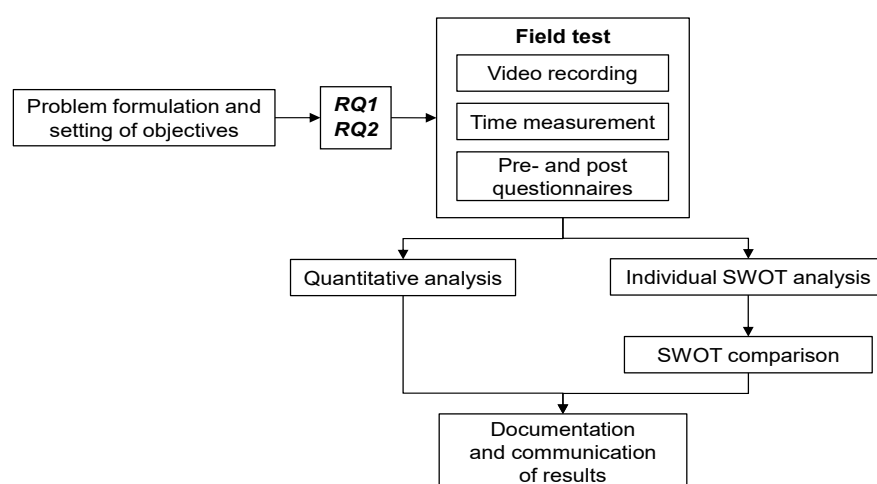 Field test
Video recording
Time measurement
Pre- and post
questionnaires
Problem formulation and
setting of objectives
RQ1
RQ2
Quantitative analysis
Individual SWOT analysis
SWOT comparison
Documentation
and communication
of results